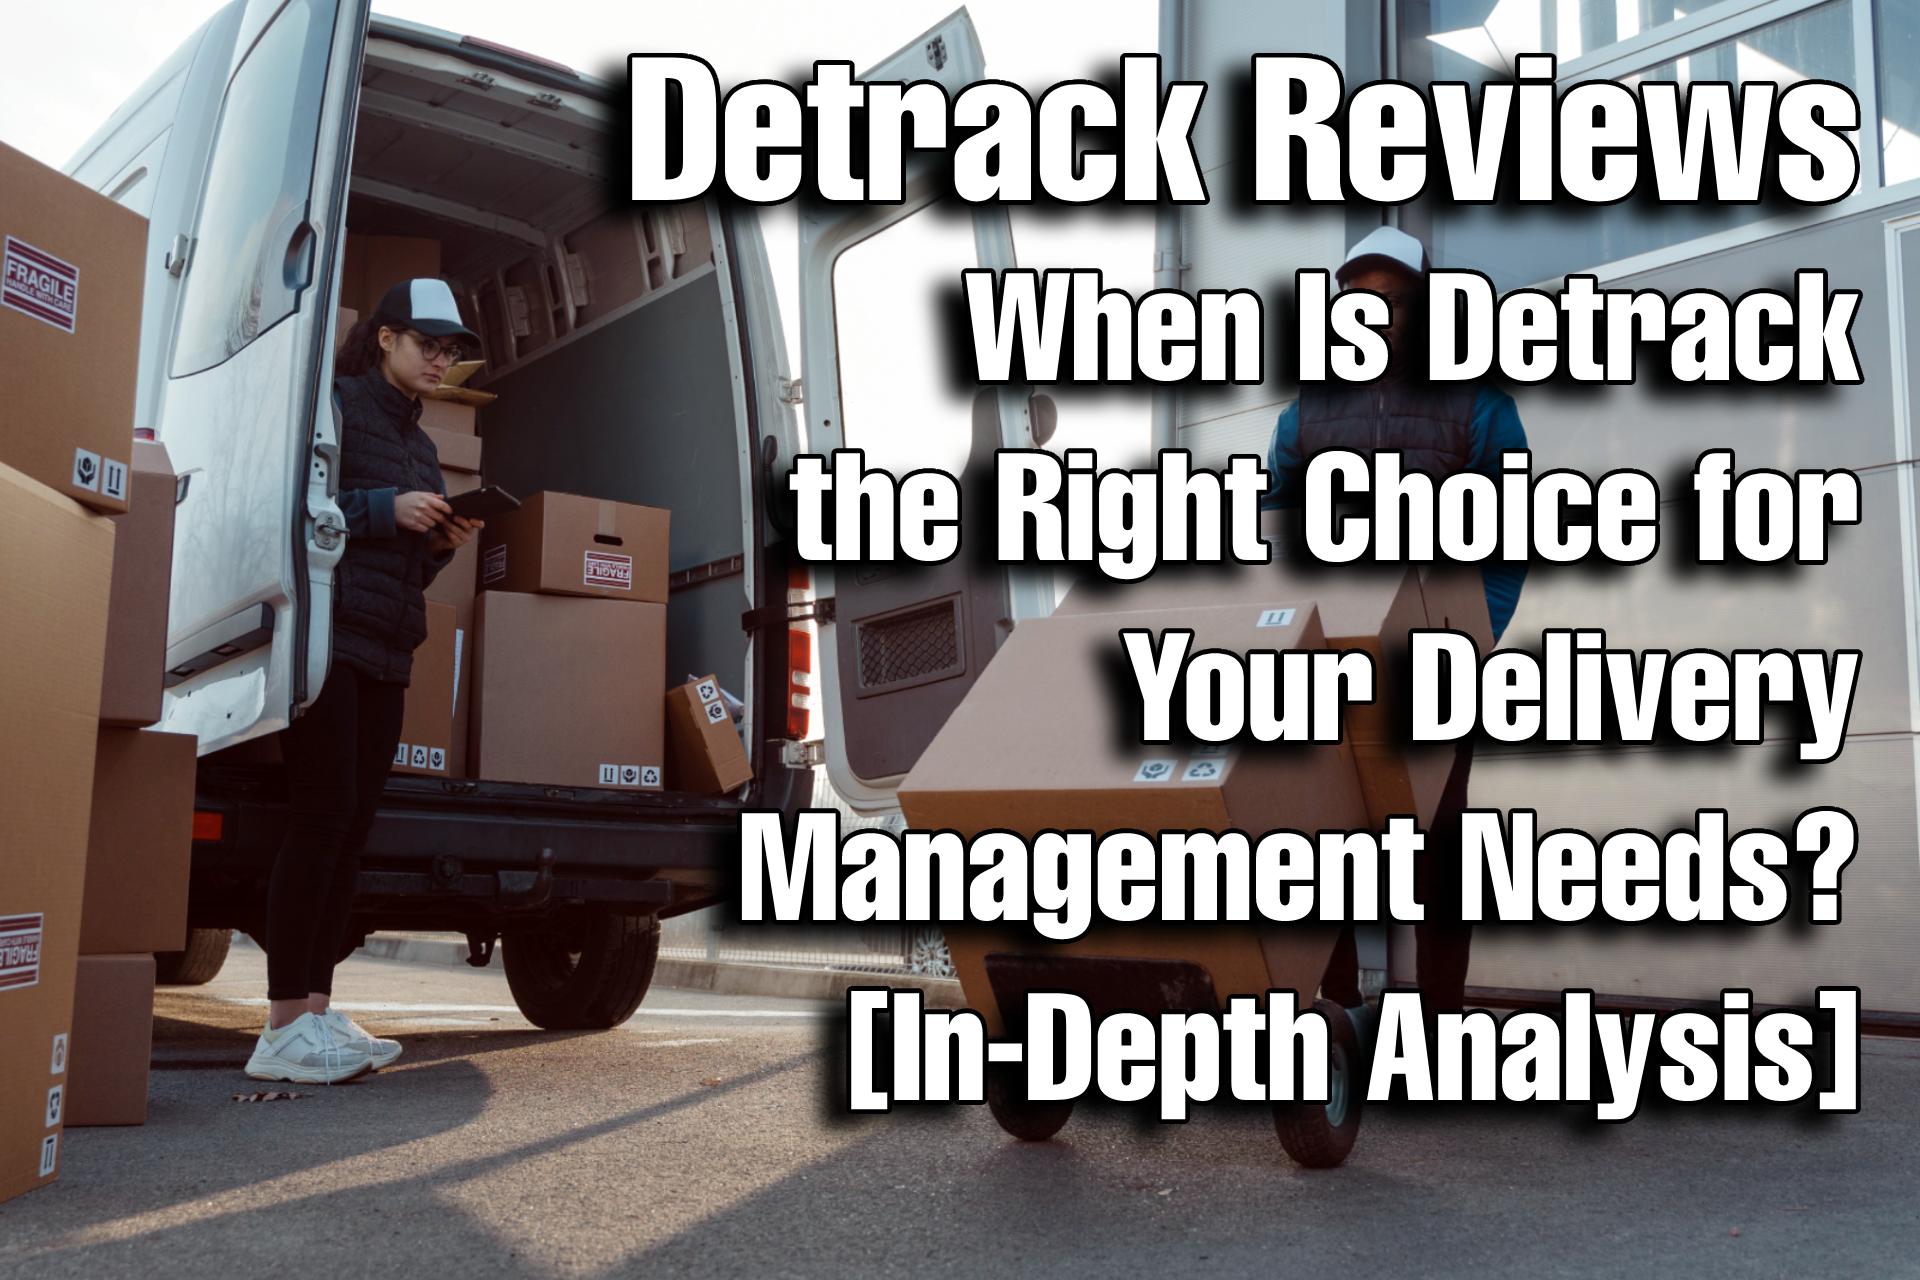 Detrack Reviews
When Is Detrack
the Right Choice for
Your Delivery
Management Needs?
[In-Depth Analysis]
FRAGILE
HANDLE WITH CARE
FRAGILE
FRAGILE
FRAGILE